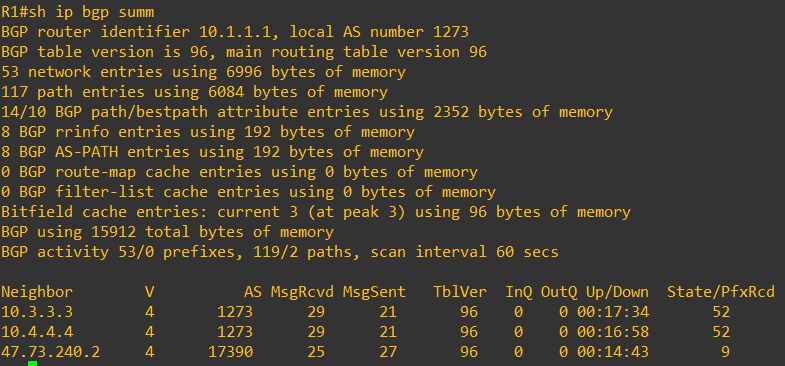 R1#sh ip bgp summ
BGP router identifier 10.1.1.1, local AS number 1273
BGP table version is 96, main routing table version 96
53 network entries using 6996 bytes of memory
117 path entries using 6084 bytes of memory
14/10 BGP path/bestpath attribute entries using 2352 bytes of memory
8 BGP rrinfo entries using 192 bytes of memory
8 BGP AS-PATH entries using 192 bytes of memory
0 BGP route-map cache entries using 0 bytes of memory
0 BGP filter-list cache entries using 0 bytes of memory
Bitfield cache entries: current 3 (at peak 3) using 96 bytes of memory
BGP using 15912 total bytes of memory
BGP activity 53/0 prefixes, 119/2 paths, scan interval 60 secs
Neighbor        V           AS MsgRcvd MsgSent   TblVer  InQ OutQ Up/Down  State/PfxRcd
10.3.3.3        4         1273      29      21       96    0    0 00:17:34       52
10.4.4.4        4         1273      29      21       96    0    0 00:16:58       52
47.73.240.2     4        17390      25      27       96    0    0 00:14:43        9